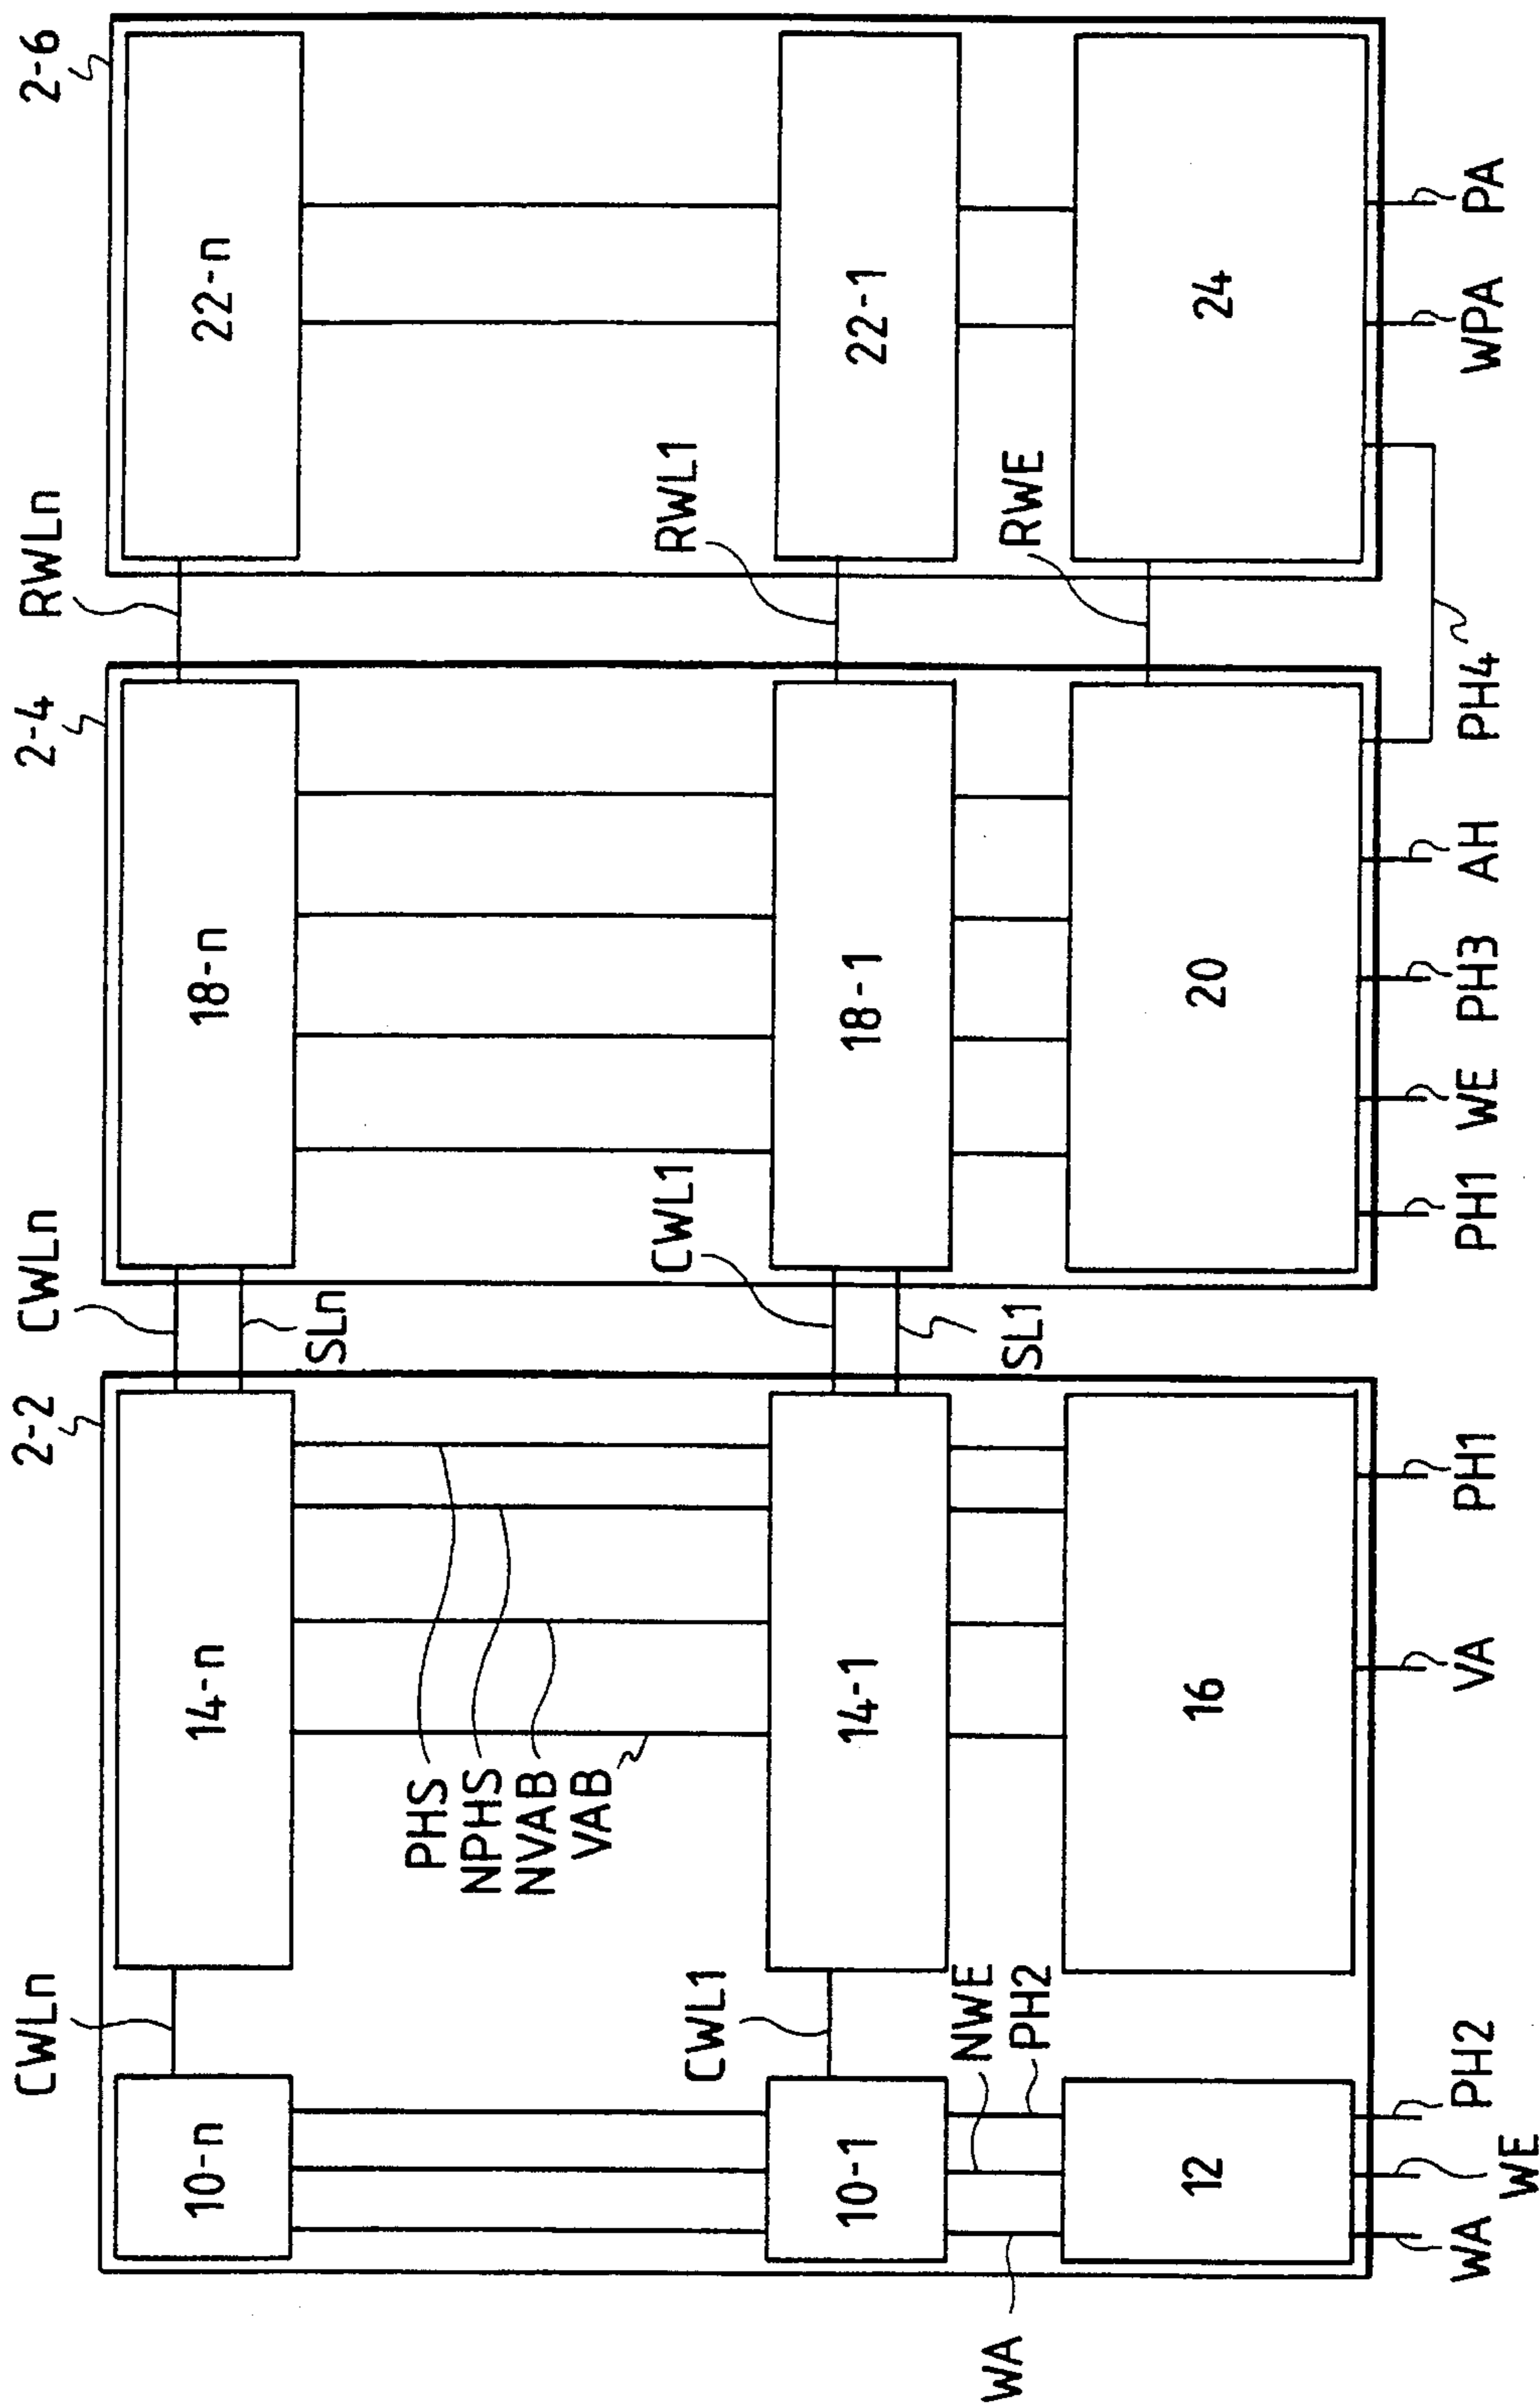 2-2
2-4
2-6
CWLn
CWLn
RWLn
10-n
14-n
SLn
18-n
22-n
PHS
NPHS
NVAB
VAB
CWL1
CWL1
RWL1
10-1
14-1
18-1
22-1
SL1
NWE
PH2
WA
RWE
12
16
20
24
WA
WE
PH2
VA
PH1
PH1
WE
PH3
AH
PH4
WPA
PA